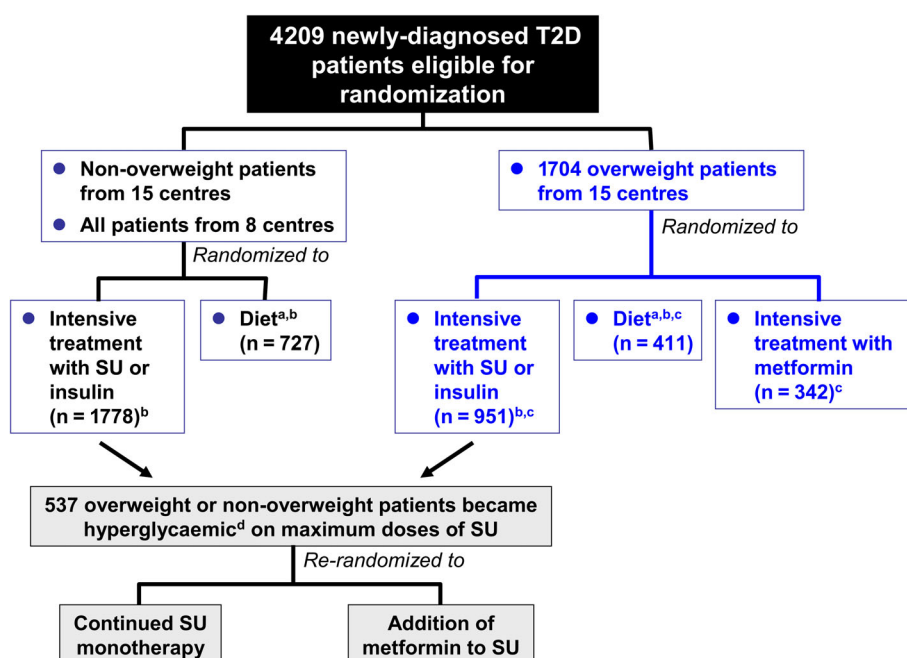 4209 newly-diagnosed T2D
patients eligible for
randomization
● Non-overweight patients
from 15 centres
● All patients from 8 centres
● 1704 overweight patients
from 15 centres
Randomized to
Randomized to
● Intensive
treatment
with SU or
insulin
(n = 1778)ᵇ
● Dietᵃ,ᵇ
(n = 727)
● Intensive
treatment
with SU or
insulin
(n = 951)ᵇ,ᶜ
● Dietᵃ,ᵇ,ᶜ
(n = 411)
● Intensive
treatment with
metformin
(n = 342)ᶜ
537 overweight or non-overweight patients became
hyperglycaemicᵈ on maximum doses of SU
Re-randomized to
Continued SU
monotherapy
Addition of
metformin to SU